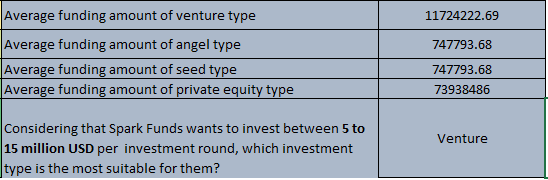 Average funding amount of venture type 11724222.69
Average funding amount of angel type 747793.68
Average funding amount of seed type 747793.68
Average funding amount of private equity type 73938486
Considering that Spark Funds wants to invest between 5 to
15 million USD per investment round, which investment
type is the most suitable for them?
Venture